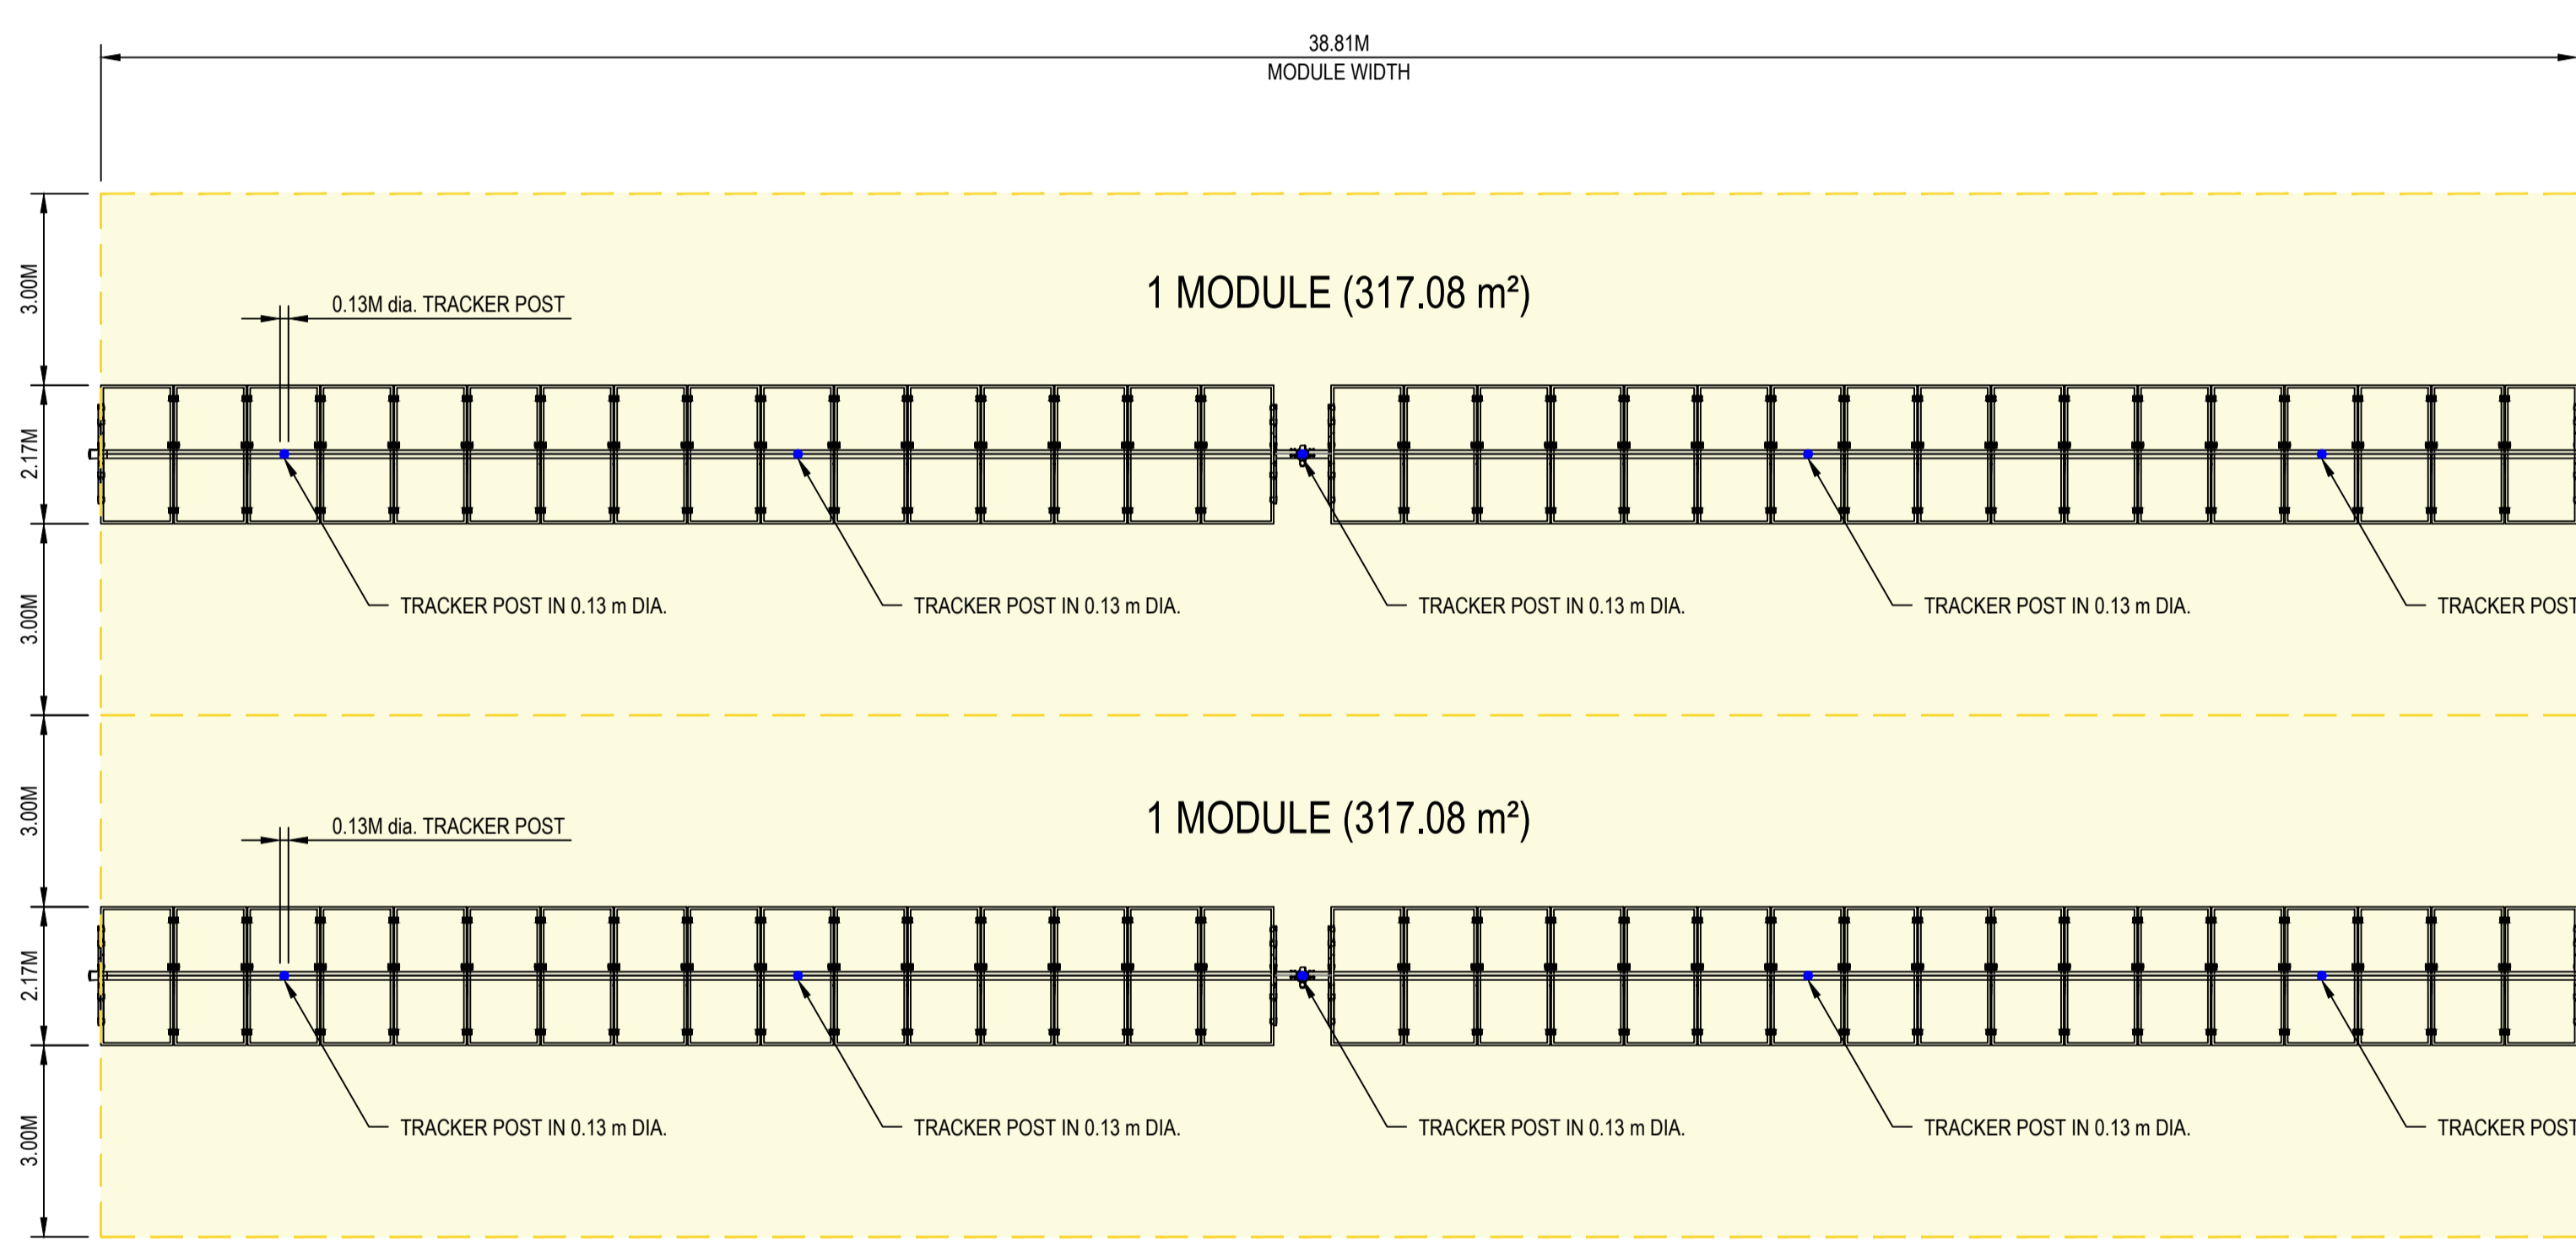 38.81M
MODULE WIDTH
3.00M
1 MODULE (317.08 m²)
0.13M dia. TRACKER POST
2.17M
3.00M
TRACKER POST IN 0.13 m DIA.
TRACKER POST IN 0.13 m DIA.
TRACKER POST IN 0.13 m DIA.
TRACKER POST IN 0.13 m DIA.
TRACKER POST
3.00M
1 MODULE (317.08 m²)
0.13M dia. TRACKER POST
2.17M
3.00M
TRACKER POST IN 0.13 m DIA.
TRACKER POST IN 0.13 m DIA.
TRACKER POST IN 0.13 m DIA.
TRACKER POST IN 0.13 m DIA.
TRACKER POST